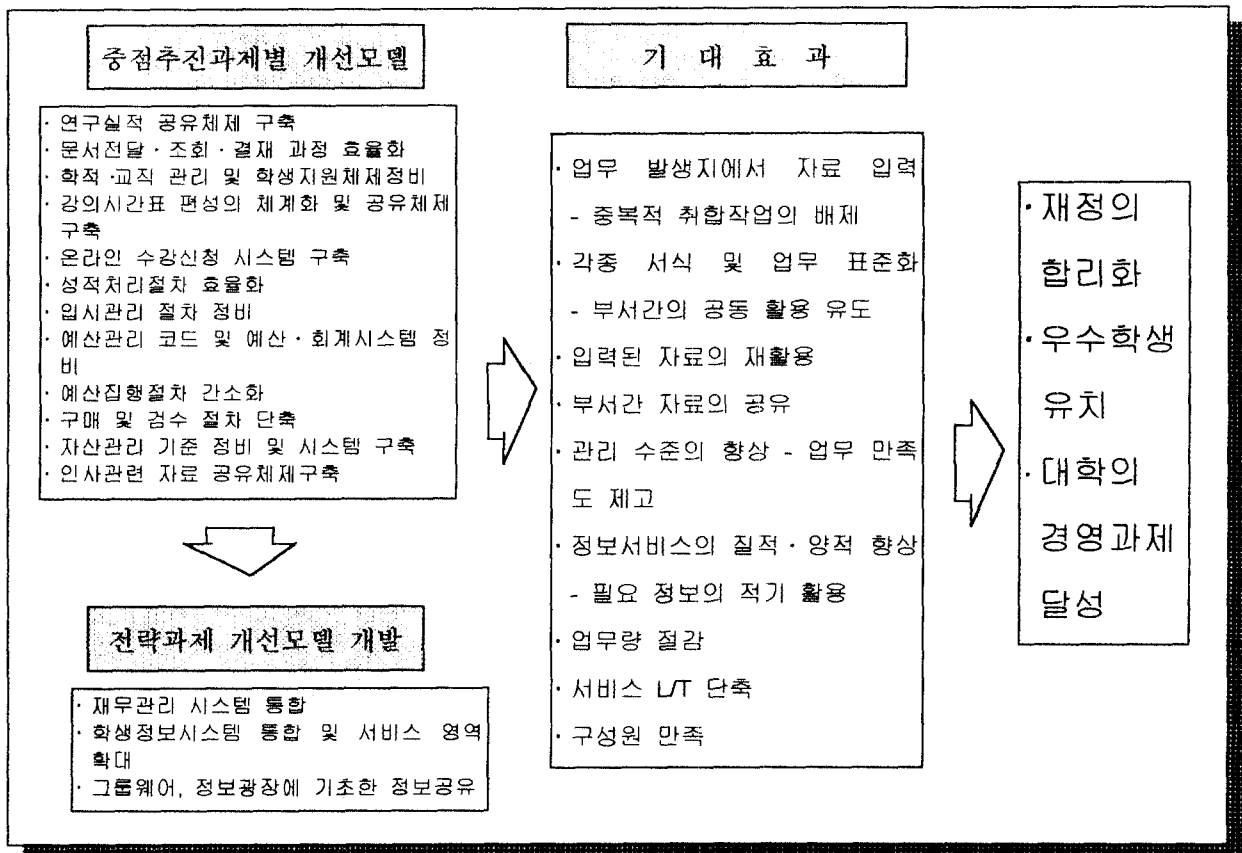 중점추진과제별 개선모델
· 연구실적 공유체제 구축
· 문서전달·조회·결재 과정 효율화
· 학적·교직 관리 및 학생지원체제정비
· 강의시간표 편성의 체계화 및 공유체제
구축
· 온라인 수강신청 시스템 구축
· 성적처리절차 효율화
· 입시관리 절차 정비
· 예산관리 코드 및 예산·회계시스템 정
비
· 예산집행절차 간소화
· 구매 및 검수 절차 단축
· 자산관리 기준 정비 및 시스템 구축
· 인사관련 자료 공유체제구축
전략과제 개선모델 개발
· 재무관리 시스템 통합
· 학생정보시스템 통합 및 서비스 영역
확대
· 그룹웨어, 정보광장에 기초한 정보공유
기 대 효 과
· 업무 발생지에서 자료 입력
- 중복적 취합작업의 배제
· 각종 서식 및 업무 표준화
- 부서간의 공동 활용 유도
· 입력된 자료의 재활용
· 부서간 자료의 공유
· 관리 수준의 향상 - 업무 만족
도 제고
· 정보서비스의 질적·양적 향상
- 필요 정보의 적기 활용
· 업무량 절감
· 서비스 L/T 단축
· 구성원 만족
· 재정의
합리화
· 우수학생
유치
· 대학의
경영과제
달성